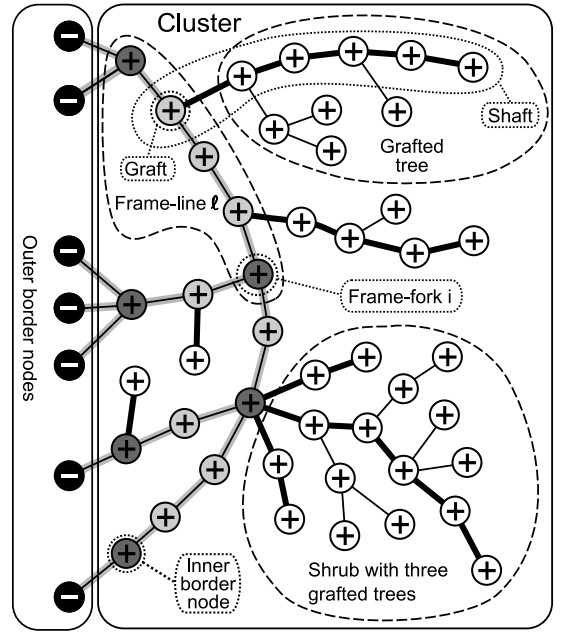 Cluster
Shaft
Graft
Grafted
tree
Frame-line ℓ
Outer border nodes
Frame-fork i
Inner
border
node
Shrub with three
grafted trees